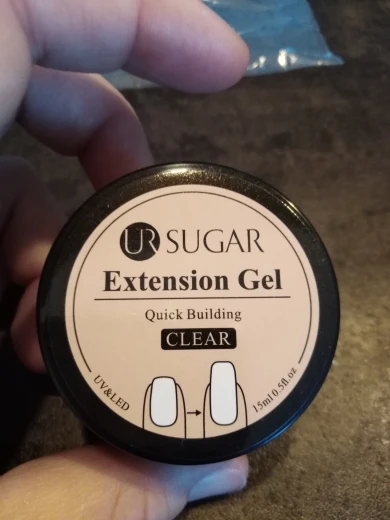 UR SUGAR
Extension Gel
Quick Building
CLEAR
UV&LED
15ml 0.5fl.oz